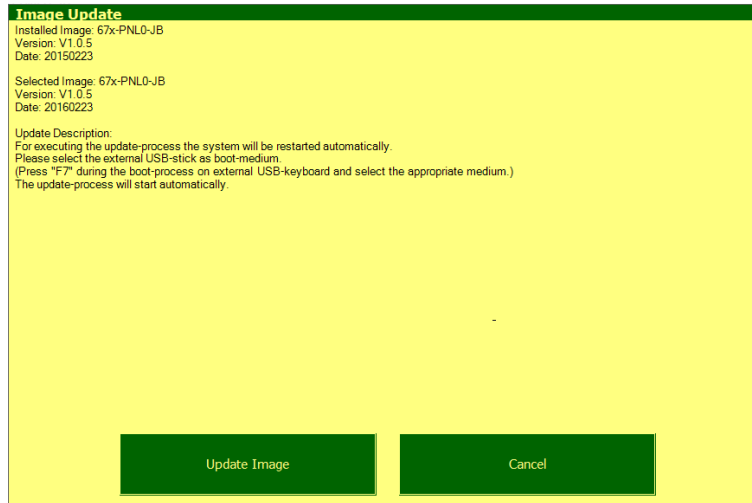 Image Update
Installed Image: 67x-PNL0-JB
Version: V1.0.5
Date: 20150223
Selected Image: 67x-PNL0-JB
Version: V1.0.5
Date: 20160223
Update Description:
For executing the update-process the system will be restarted automatically.
Please select the external USB-stick as boot-medium.
(Press "F7" during the boot-process on external USB-keyboard and select the appropriate medium.)
The update-process will start automatically.
-
Update Image
Cancel